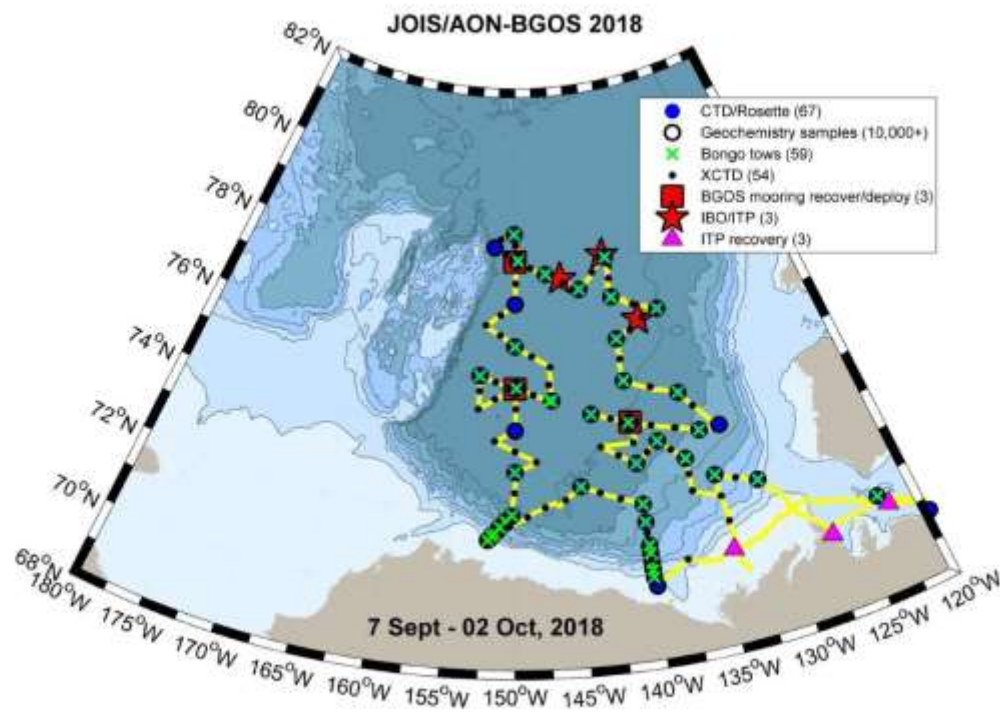 JOIS/AON-BGOS 2018
82°N
80°N
78°N
76°N
74°N
72°N
70°N
68°N
CTD/Rosette (67)
Geochemistry samples (10,000+)
Bongo tows (59)
XCTD (54)
BGOS mooring recover/deploy (3)
IBO/ITP (3)
ITP recovery (3)
7 Sept - 02 Oct, 2018
180°W
175°W
170°W
165°W
160°W
155°W
150°W
145°W
140°W
135°W
130°W
125°W
120°W